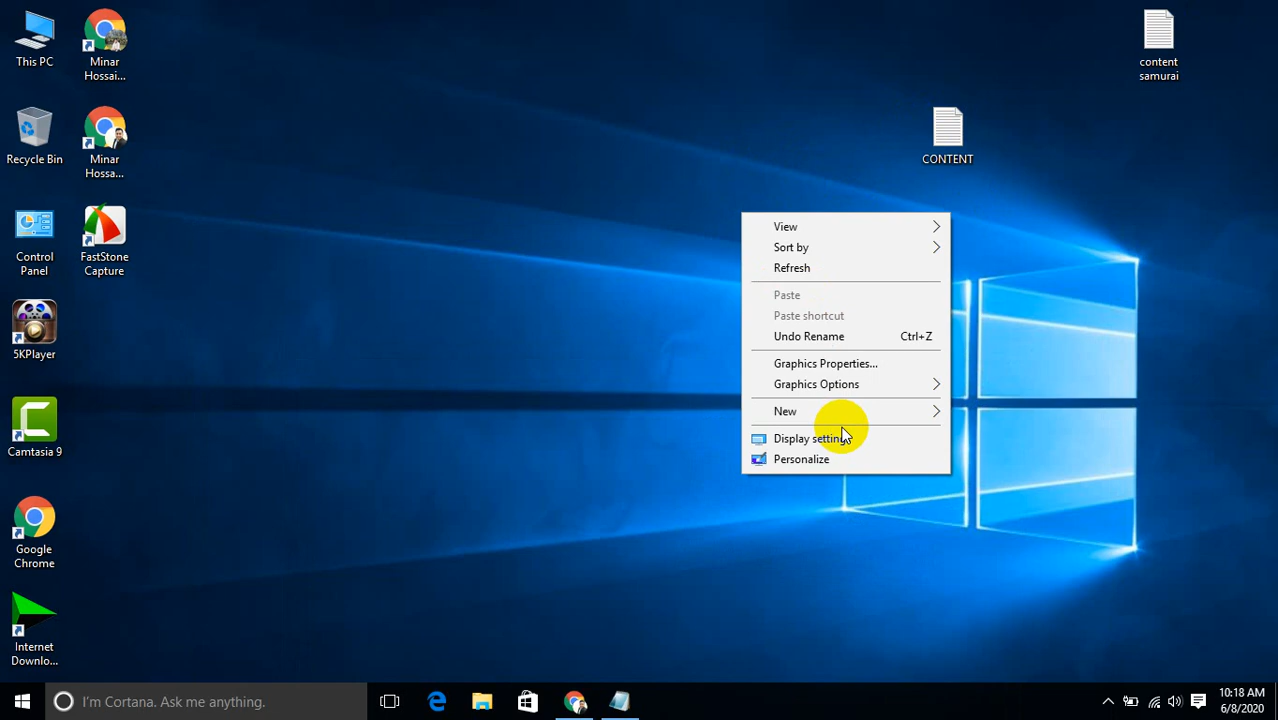 This PC
Minar
Hossai...
content
samurai
Recycle Bin
Minar
Hossa...
CONTENT
Control
Panel
FastStone
Capture
View
Sort by
Refresh
Paste
Paste shortcut
Undo Rename Ctrl+Z
Graphics Properties...
Graphics Options
New
Display settings
Personalize
5KPlayer
Camtasia 9
Google
Chrome
Internet
Downlo...
I'm Cortana. Ask me anything.
10:18 AM
6/8/2020